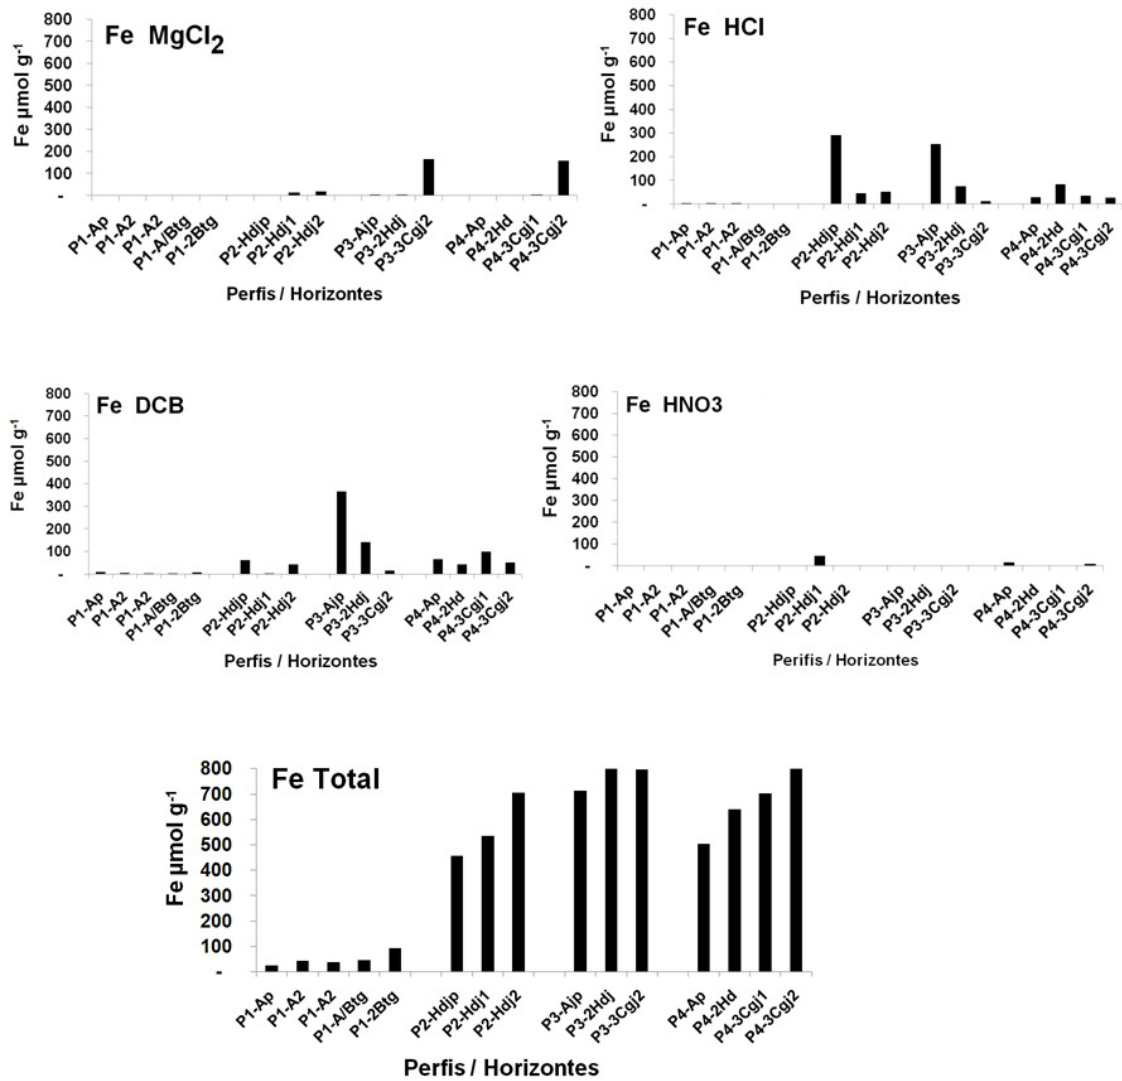 Fe MgCl2
Fe µmol g-1
800
700
600
500
400
300
200
100
-
P1-Ap
P1-A2
P1-A2
P1-A/Btg
P1-2Btg
P2-Hdjp
P2-Hdj1
P2-Hdj2
P3-Ajp
P3-2Hdj
P3-3Cgj2
P4-Ap
P4-2Hd
P4-3Cgj1
P4-3Cgj2
Perfis / Horizontes
Fe HCl
Fe µmol g-1
800
700
600
500
400
300
200
100
-
P1-Ap
P1-A2
P1-A2
P1-A/Btg
P1-2Btg
P2-Hdjp
P2-Hdj1
P2-Hdj2
P3-Ajp
P3-2Hdj
P3-3Cgj2
P4-Ap
P4-2Hd
P4-3Cgj1
P4-3Cgj2
Perfis / Horizontes
Fe DCB
Fe µmol g-1
800
700
600
500
400
300
200
100
-
P1-Ap
P1-A2
P1-A2
P1-A/Btg
P1-2Btg
P2-Hdjp
P2-Hdj1
P2-Hdj2
P3-Ajp
P3-2Hdj
P3-3Cgj2
P4-Ap
P4-2Hd
P4-3Cgj1
P4-3Cgj2
Perfis / Horizontes
Fe HNO3
Fe µmol g-1
800
700
600
500
400
300
200
100
-
P1-Ap
P1-A2
P1-A2
P1-A/Btg
P1-2Btg
P2-Hdjp
P2-Hdj1
P2-Hdj2
P3-Ajp
P3-2Hdj
P3-3Cgj2
P4-Ap
P4-2Hd
P4-3Cgj1
P4-3Cgj2
Perifis / Horizontes
Fe Total
Fe µmol g-1
800
700
600
500
400
300
200
100
-
P1-Ap
P1-A2
P1-A2
P1-A/Btg
P1-2Btg
P2-Hdjp
P2-Hdj1
P2-Hdj2
P3-Ajp
P3-2Hdj
P3-3Cgj2
P4-Ap
P4-2Hd
P4-3Cgj1
P4-3Cgj2
Perfis / Horizontes